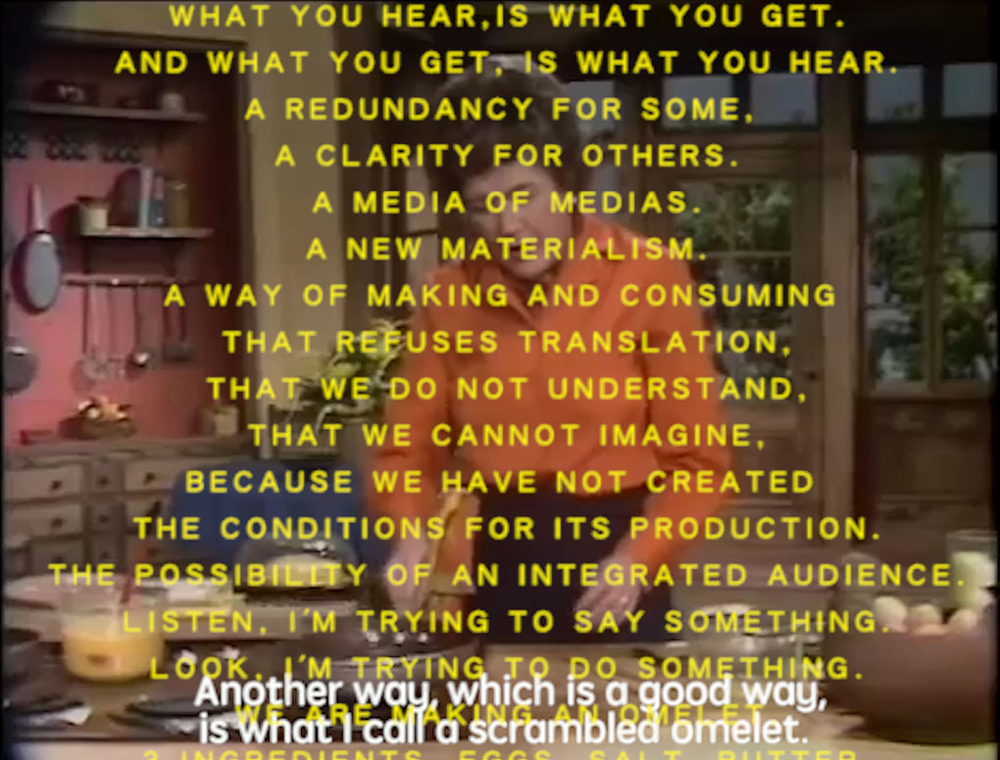 WHAT YOU HEAR,IS WHAT YOU GET.
AND WHAT YOU GET, IS WHAT YOU HEAR.
A REDUNDANCY FOR SOME,
A CLARITY FOR OTHERS.
A MEDIA OF MEDIAS.
A NEW MATERIALISM.
A WAY OF MAKING AND CONSUMING
THAT REFUSES TRANSLATION,
THAT WE DO NOT UNDERSTAND,
THAT WE CANNOT IMAGINE,
BECAUSE WE HAVE NOT CREATED
THE CONDITIONS FOR ITS PRODUCTION.
THE POSSIBILITY OF AN INTEGRATED AUDIENCE.
LISTEN, I'M TRYING TO SAY SOMETHING.
LOOK, I'M TRYING TO DO SOMETHING.
Another way, which is a good way,
WE ARE MAKING AN OMELET.
is what I call a scrambled omelet.
3 INGREDIENTS. EGGS, SALT, BUTTER